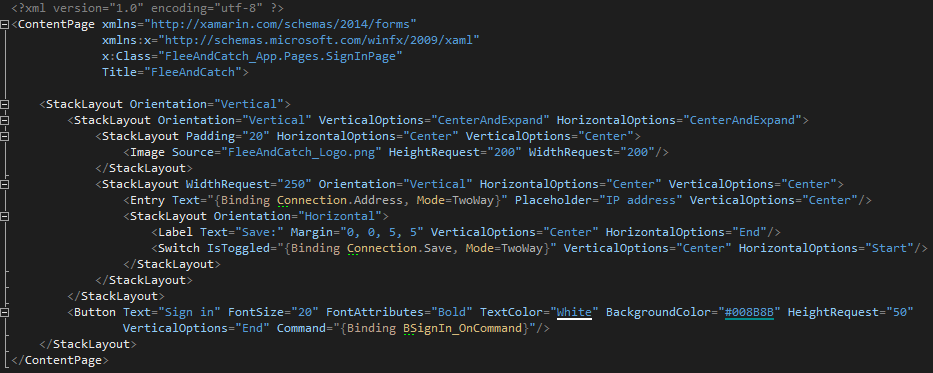 <?xml version="1.0" encoding="utf-8" ?>
<ContentPage xmlns="http://xamarin.com/schemas/2014/forms"
             xmlns:x="http://schemas.microsoft.com/winfx/2009/xaml"
             x:Class="FleeAndCatch_App.Pages.SignInPage"
             Title="FleeAndCatch">

    <StackLayout Orientation="Vertical">
        <StackLayout Orientation="Vertical" VerticalOptions="CenterAndExpand" HorizontalOptions="CenterAndExpand">
            <StackLayout Padding="20" HorizontalOptions="Center" VerticalOptions="Center">
                <Image Source="FleeAndCatch_Logo.png" HeightRequest="200" WidthRequest="200"/>
            </StackLayout>
            <StackLayout WidthRequest="250" Orientation="Vertical" HorizontalOptions="Center" VerticalOptions="Center">
                <Entry Text="{Binding Connection.Address, Mode=TwoWay}" Placeholder="IP address" VerticalOptions="Center"/>
                <StackLayout Orientation="Horizontal">
                    <Label Text="Save:" Margin="0, 0, 5, 5" VerticalOptions="Center" HorizontalOptions="End"/>
                    <Switch IsToggled="{Binding Connection.Save, Mode=TwoWay}" VerticalOptions="Center" HorizontalOptions="Start"/>
                </StackLayout>
            </StackLayout>
        </StackLayout>
        <Button Text="Sign in" FontSize="20" FontAttributes="Bold" TextColor="White" BackgroundColor="#008B8B" HeightRequest="50"
                VerticalOptions="End" Command="{Binding BSignIn_OnCommand}"/>
    </StackLayout>
</ContentPage>